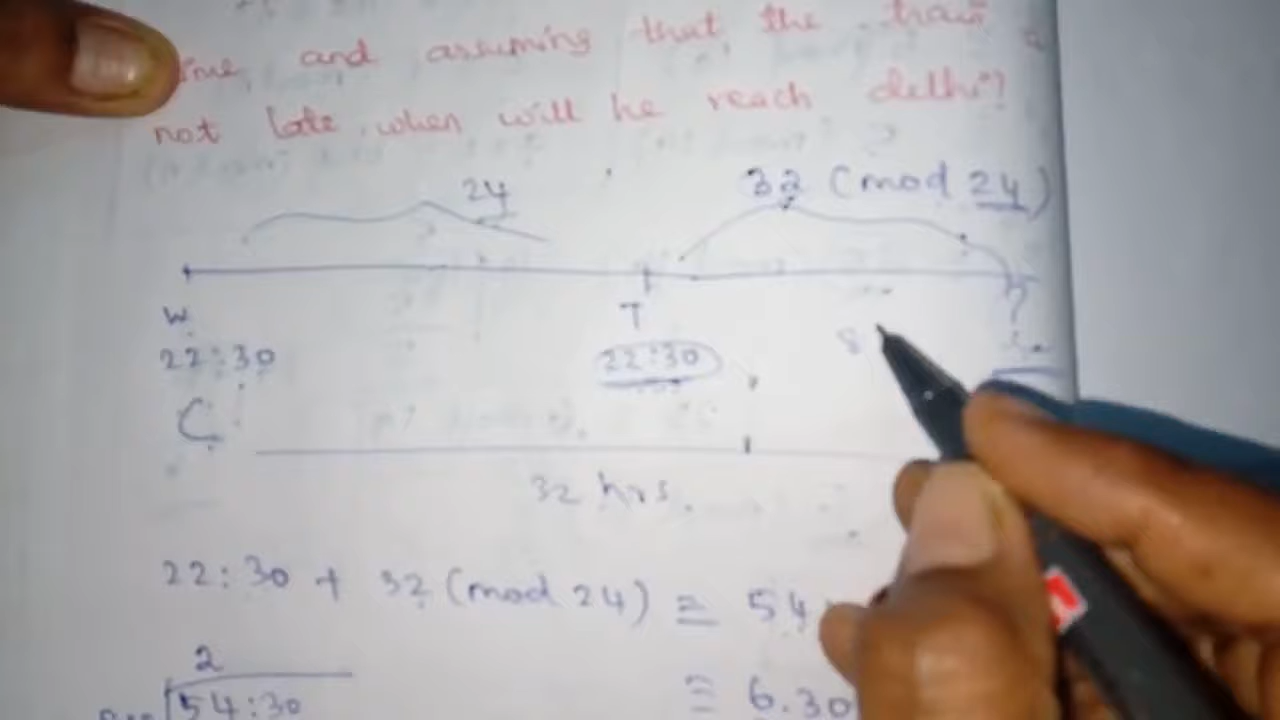 and assuming that the train
not late, when will he reach delhi?
24
32 (mod 24)
W T ?
22:30 22:30 8
32 hrs.
22:30 + 32 (mod 24) ≡ 54
2
54:30 ≡ 6.30